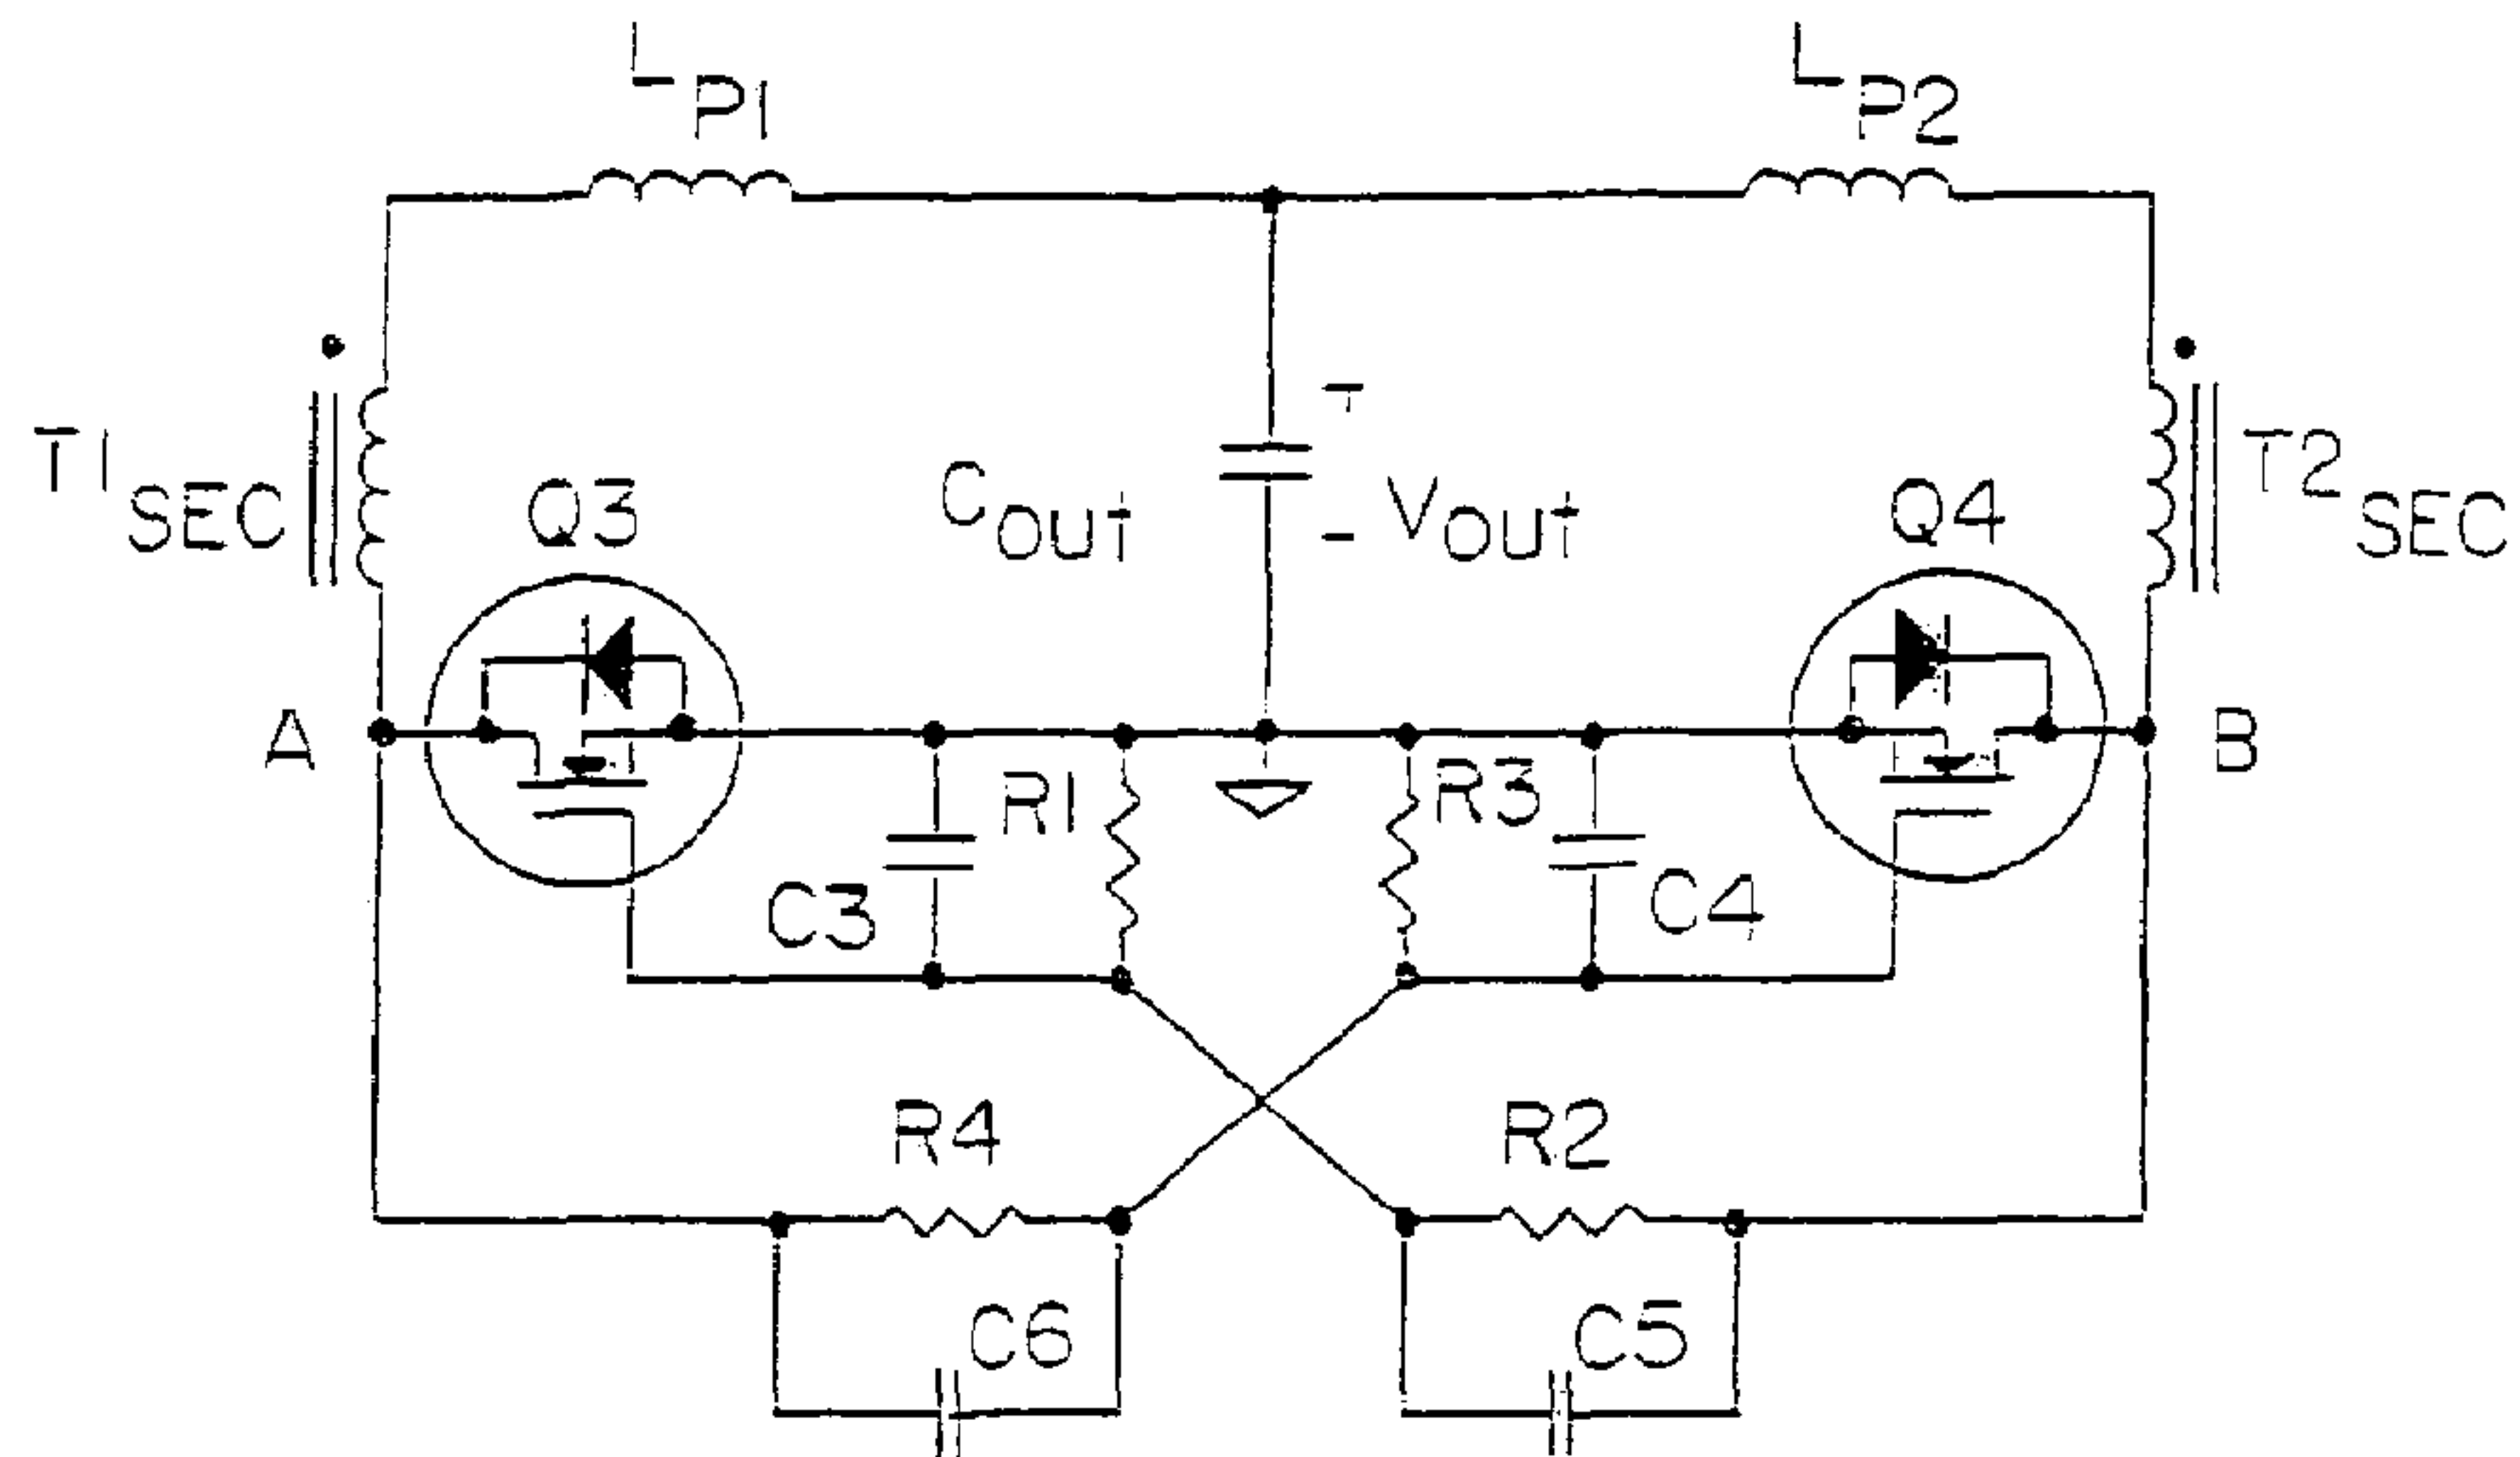 LP1
LP2
T1SEC
Q3
COUt
+
-
VOUt
Q4
T2SEC
A
B
R1
R3
C3
C4
R4
R2
C6
C5